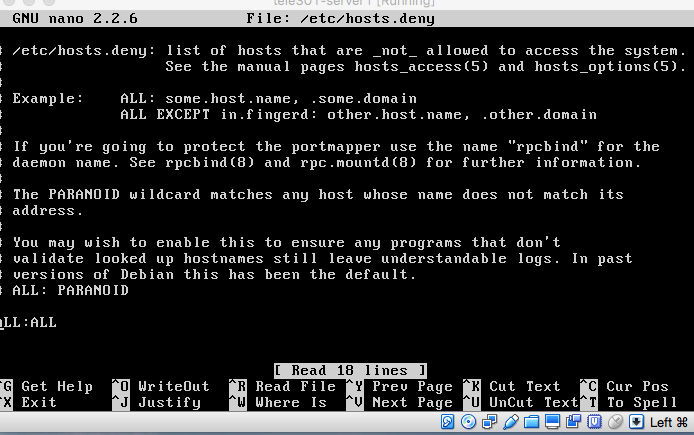 tele301-server1 [Running]
GNU nano 2.2.6 File: /etc/hosts.deny
# /etc/hosts.deny: list of hosts that are _not_ allowed to access the system.
# See the manual pages hosts_access(5) and hosts_options(5).
#
# Example: ALL: some.host.name, .some.domain
# ALL EXCEPT in.fingerd: other.host.name, .other.domain
#
# If you're going to protect the portmapper use the name "rpcbind" for the
# daemon name. See rpcbind(8) and rpc.mountd(8) for further information.
#
# The PARANOID wildcard matches any host whose name does not match its
# address.
#
# You may wish to enable this to ensure any programs that don't
# validate looked up hostnames still leave understandable logs. In past
# versions of Debian this has been the default.
# ALL: PARANOID
ALL:ALL
[ Read 18 lines ]
^G Get Help ^O WriteOut ^R Read File ^Y Prev Page ^K Cut Text ^C Cur Pos
^X Exit ^J Justify ^W Where Is ^V Next Page ^U UnCut Text ^T To Spell
Left ⌘